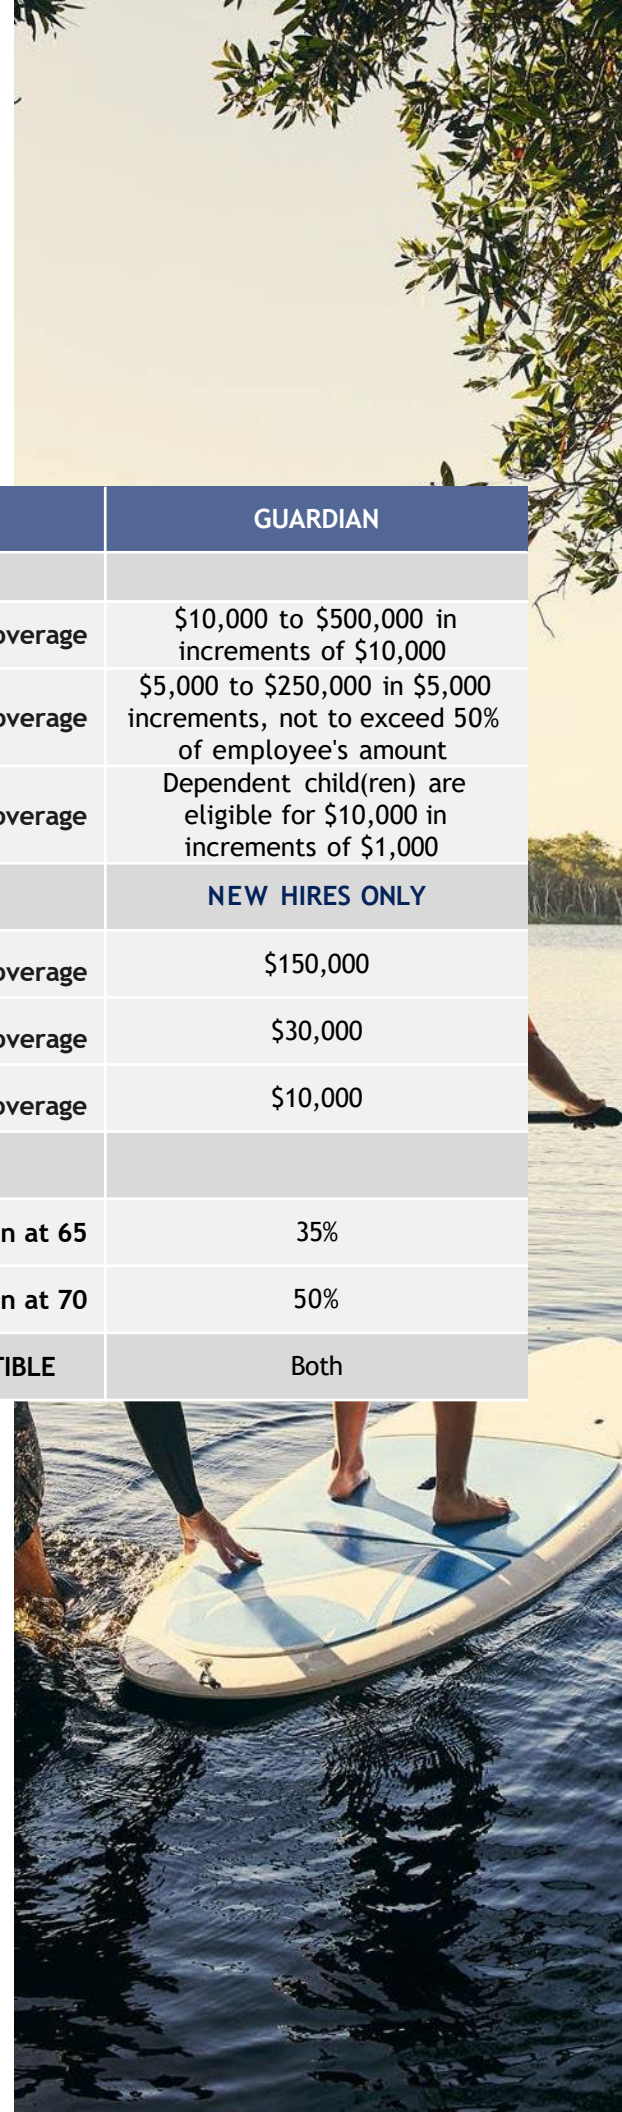 GUARDIAN
overage
$10,000 to $500,000 in
increments of $10,000
overage
$5,000 to $250,000 in $5,000
increments, not to exceed 50%
of employee's amount
overage
Dependent child(ren) are
eligible for $10,000 in
increments of $1,000
NEW HIRES ONLY
overage
$150,000
overage
$30,000
overage
$10,000
n at 65
35%
n at 70
50%
TIBLE
Both